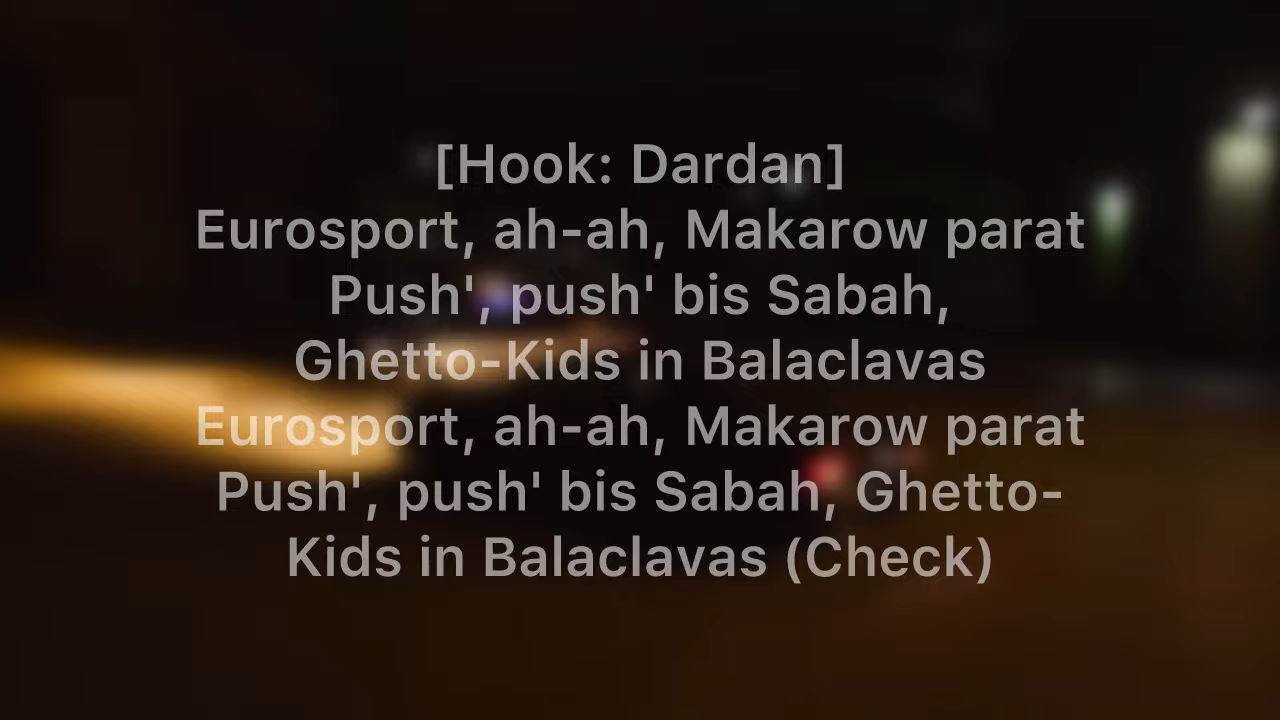 [Hook: Dardan]
Eurosport, ah-ah, Makarow parat
Push', push' bis Sabah,
Ghetto-Kids in Balaclavas
Eurosport, ah-ah, Makarow parat
Push', push' bis Sabah, Ghetto-
Kids in Balaclavas (Check)